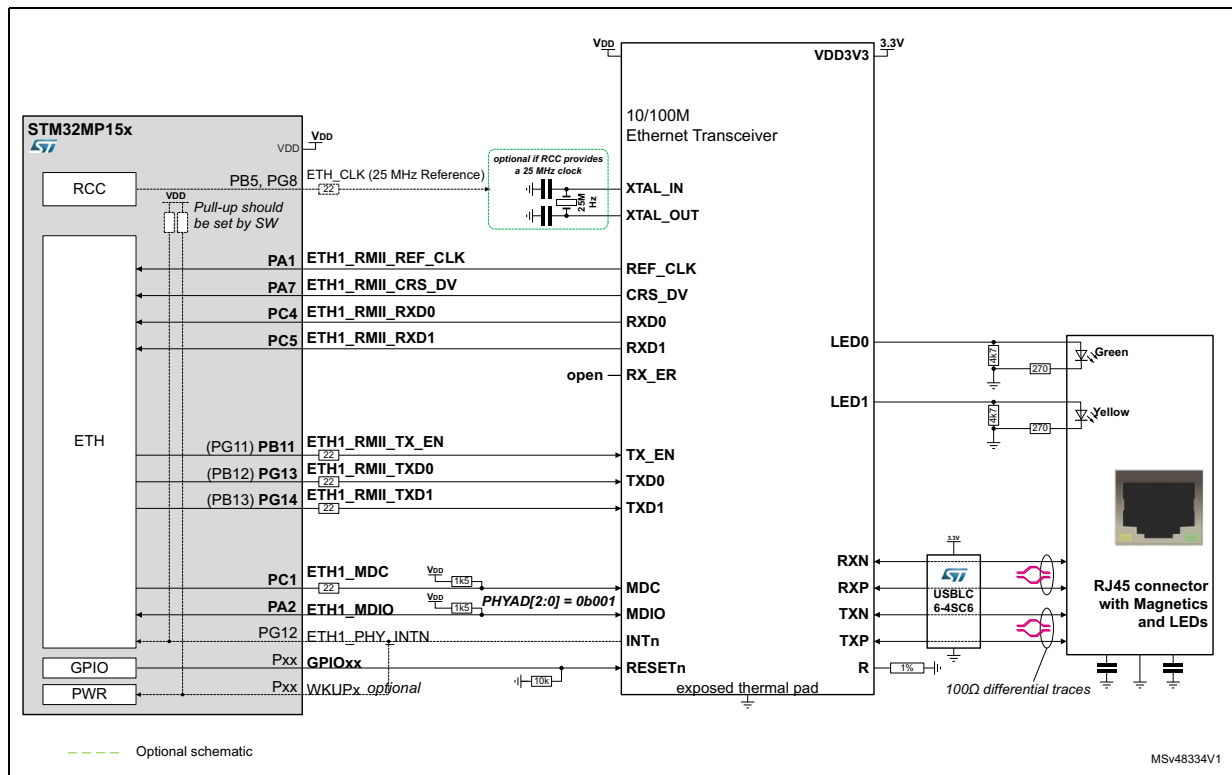 VDD
3.3V
VDD3V3
10/100M
Ethernet Transceiver
STM32MP15x
ST
VDD
VDD
RCC
PB5, PG8
ETH_CLK (25 MHz Reference)
22
optional if RCC provides
a 25 MHz clock
25M
Hz
XTAL_IN
XTAL_OUT
VDD
Pull-up should
be set by SW
PA1
ETH1_RMII_REF_CLK
REF_CLK
PA7
ETH1_RMII_CRS_DV
CRS_DV
PC4
ETH1_RMII_RXD0
RXD0
PC5
ETH1_RMII_RXD1
RXD1
open
RX_ER
LED0
4k7
270
Green
LED1
4k7
270
Yellow
ETH
(PG11) PB11
ETH1_RMII_TX_EN
22
TX_EN
(PB12) PG13
ETH1_RMII_TXD0
22
TXD0
(PB13) PG14
ETH1_RMII_TXD1
22
TXD1
PC1
ETH1_MDC
22
VDD
1k5
MDC
PA2
ETH1_MDIO
VDD
1k5
PHYAD[2:0] = 0b001
MDIO
PG12
ETH1_PHY_INTN
INTn
GPIO
Pxx
GPIOxx
10k
RESETn
PWR
Pxx
WKUPx optional
exposed thermal pad
RXN
RXP
TXN
TXP
R
1%
3.3V
ST
USBLC
6-4SC6
100Ω differential traces
RJ45 connector
with Magnetics
and LEDs
Optional schematic
MSv48334V1